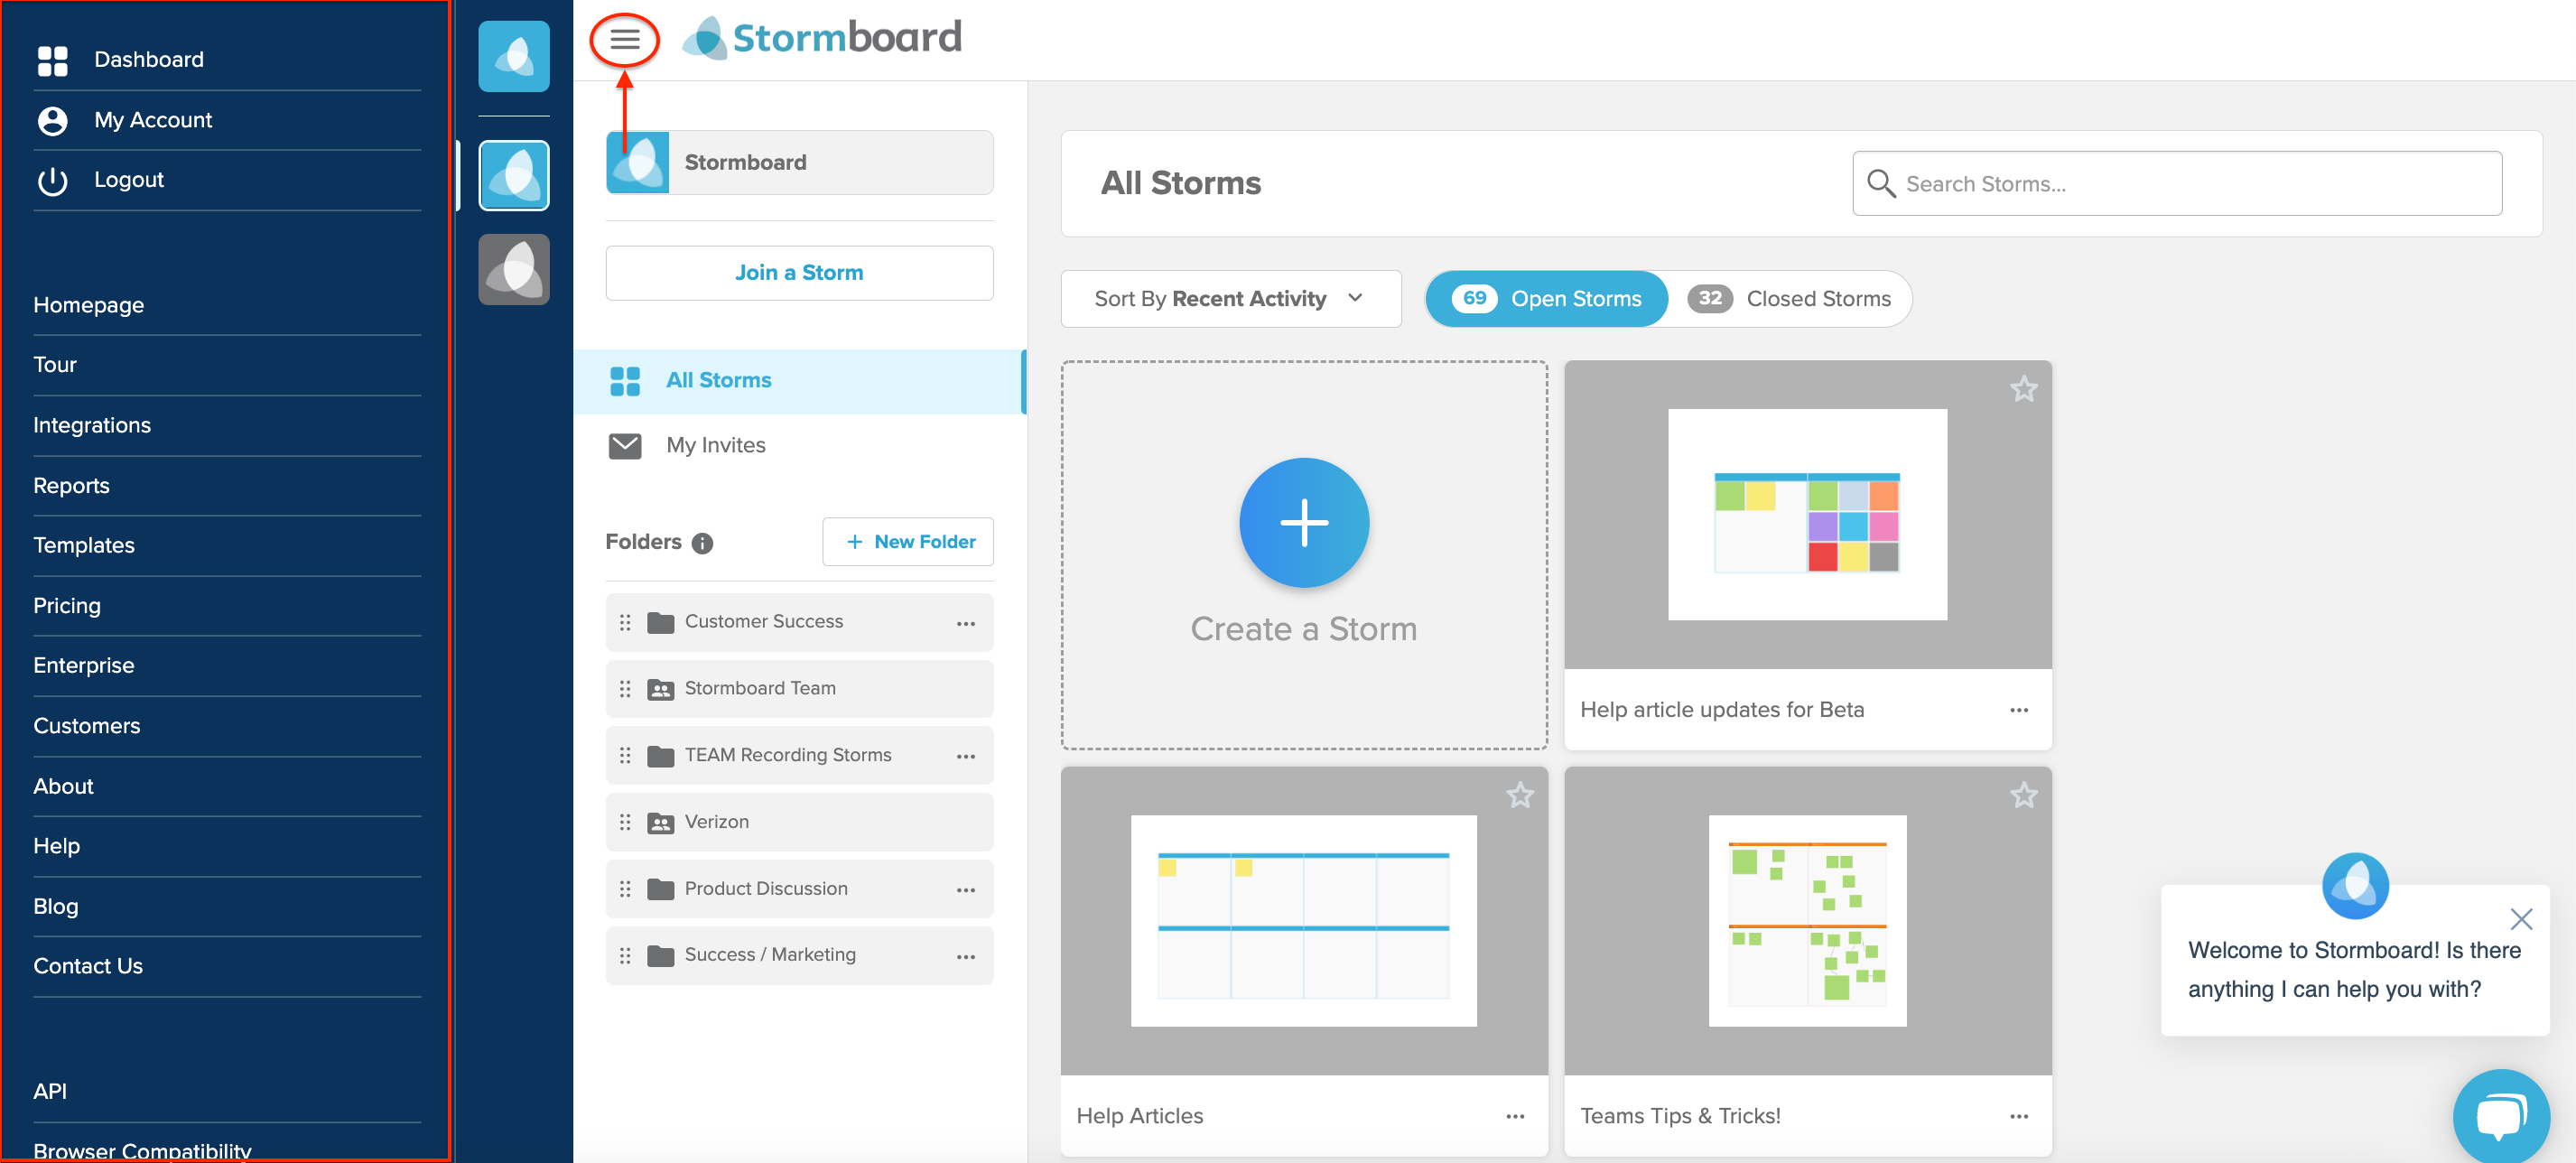 Dashboard
My Account
Logout
Homepage
Tour
Integrations
Reports
Templates
Pricing
Enterprise
Customers
About
Help
Blog
Contact Us
API
Browser Compatibility
Stormboard
Stormboard
Join a Storm
All Storms
My Invites
Folders
+ New Folder
Customer Success
Stormboard Team
TEAM Recording Storms
Verizon
Product Discussion
Success / Marketing
All Storms
Search Storms...
Sort By Recent Activity
69 Open Storms
32 Closed Storms
Create a Storm
Help article updates for Beta
Help Articles
Teams Tips & Tricks!
Welcome to Stormboard! Is there
anything I can help you with?